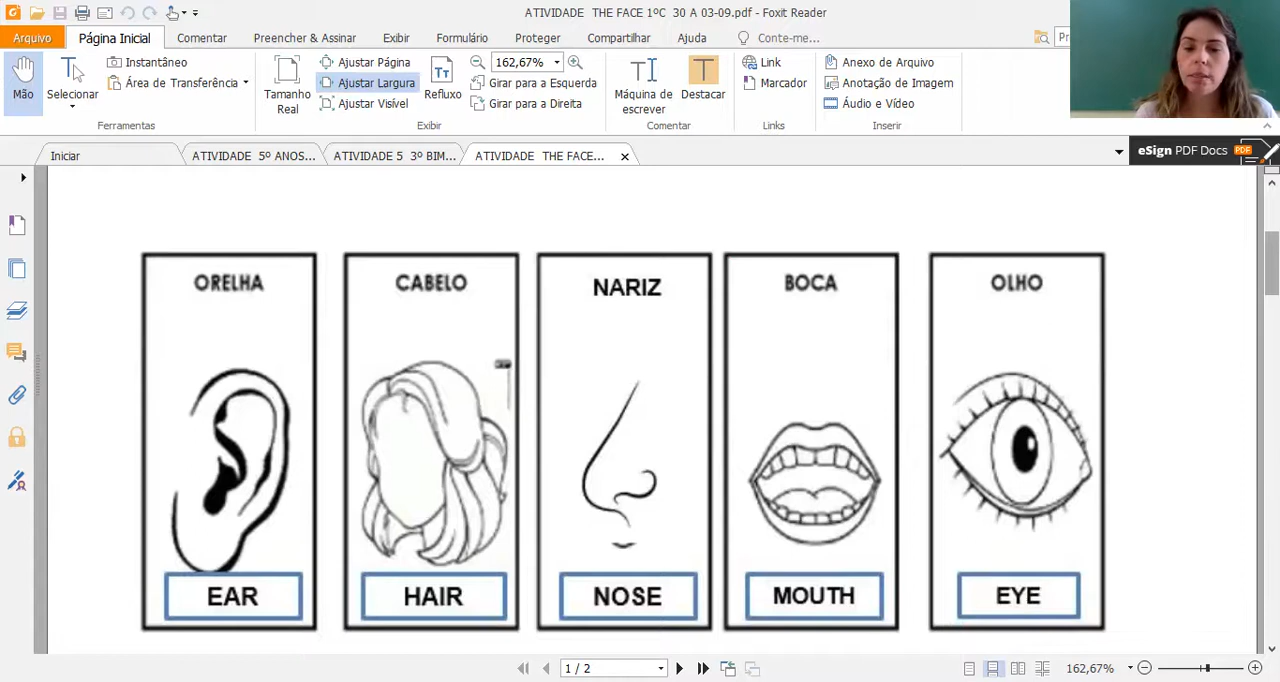 ATIVIDADE THE FACE 1ºC 30 A 03-09.pdf - Foxit Reader
Arquivo
Página Inicial
Comentar
Preencher & Assinar
Exibir
Formulário
Proteger
Compartilhar
Ajuda
Conte-me...
Mão
Selecionar
Instantâneo
Área de Transferência
Ferramentas
Tamanho Real
Ajustar Página
Ajustar Largura
Ajustar Visível
Refluxo
162,67%
Girar para a Esquerda
Girar para a Direita
Exibir
Máquina de escrever
Destacar
Comentar
Link
Marcador
Links
Anexo de Arquivo
Anotação de Imagem
Áudio e Vídeo
Inserir
Iniciar
ATIVIDADE 5º ANOS...
ATIVIDADE 5 3º BIM...
ATIVIDADE THE FACE...
eSign PDF Docs
PDF
ORELHA
CABELO
NARIZ
BOCA
OLHO
EAR
HAIR
NOSE
MOUTH
EYE
1 / 2
162,67%